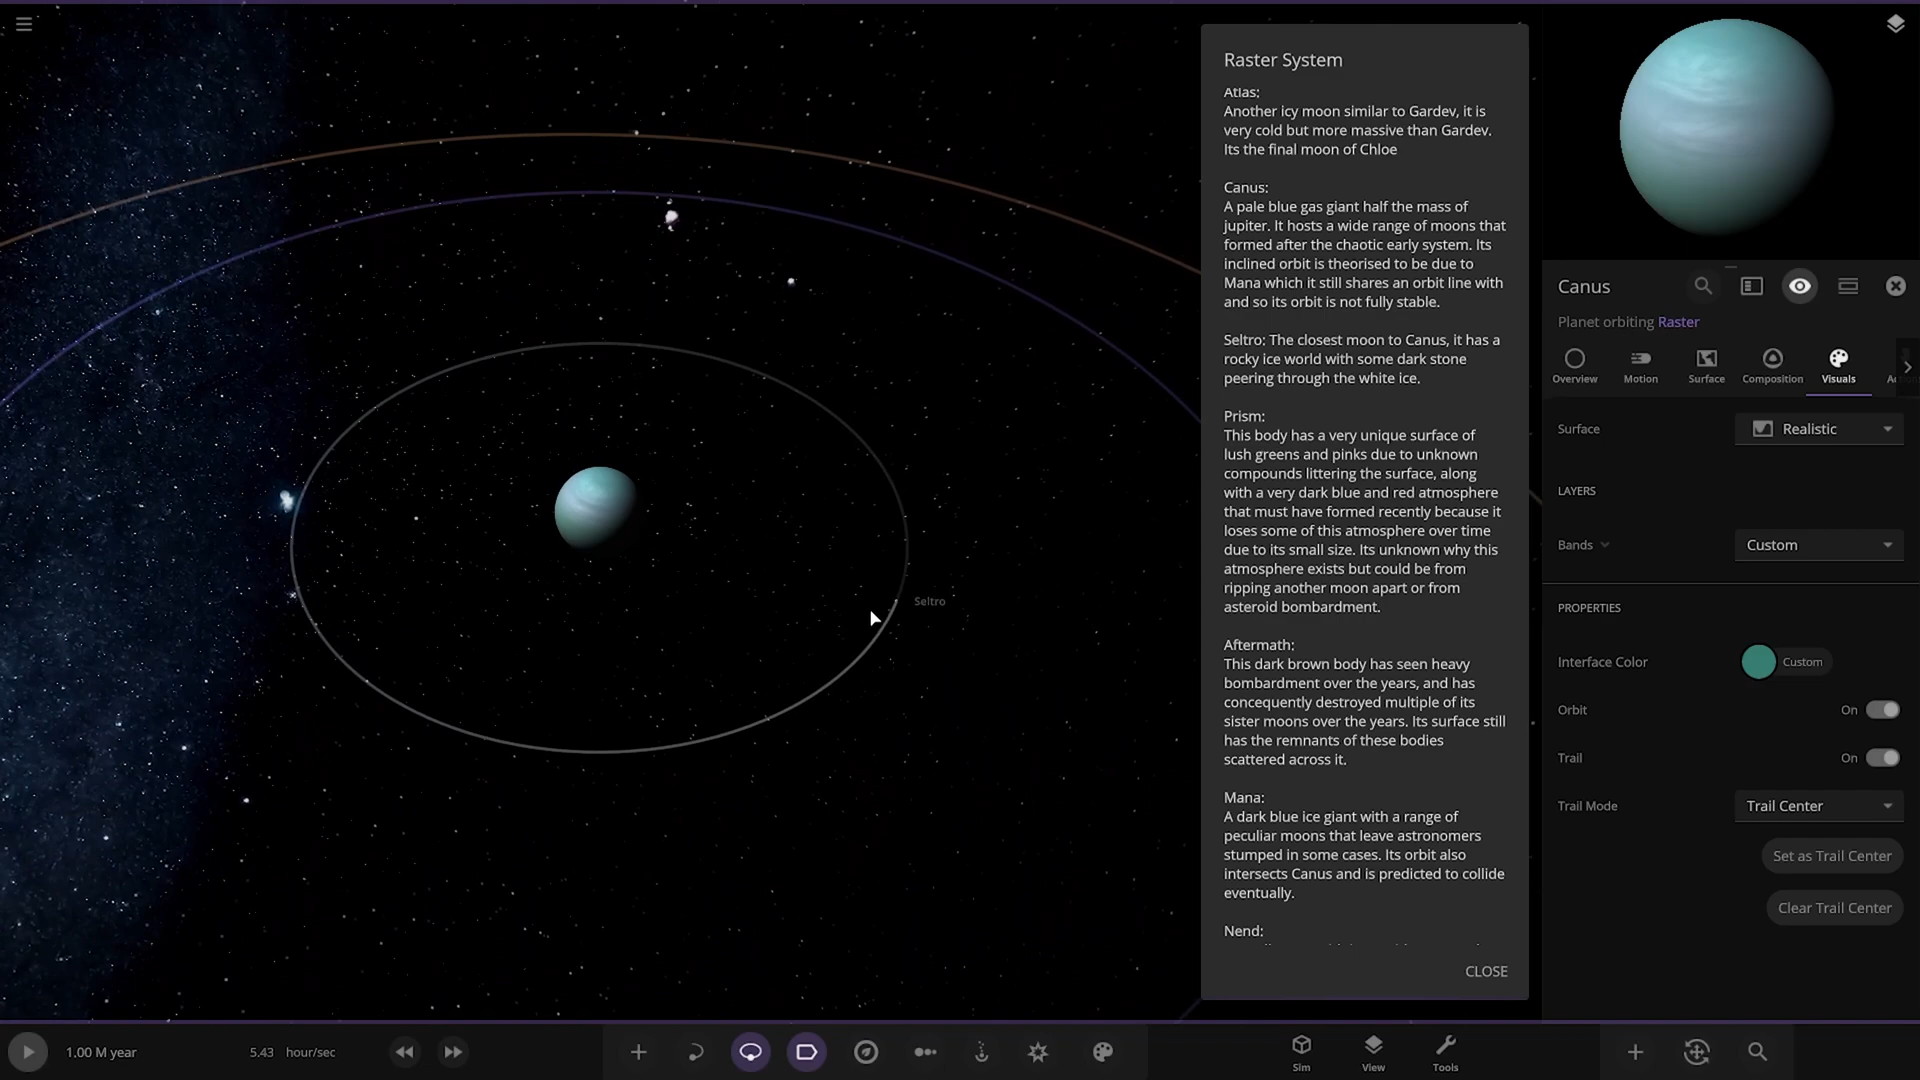 Raster System
Atlas:
Another icy moon similar to Gardev, it is
very cold but more massive than Gardev.
Its the final moon of Chloe
Canus:
A pale blue gas giant half the mass of
jupiter. It hosts a wide range of moons that
formed after the chaotic early system. Its
inclined orbit is theorised to be due to
Mana which it still shares an orbit line with
and so its orbit is not fully stable.
Seltro: The closest moon to Canus, it has a
rocky ice world with some dark stone
peering through the white ice.
Prism:
This body has a very unique surface of
lush greens and pinks due to unknown
compounds littering the surface, along
with a very dark blue and red atmosphere
that must have formed recently because it
loses some of this atmosphere over time
due to its small size. Its unknown why this
atmosphere exists but could be from
ripping another moon apart or from
asteroid bombardment.
Aftermath:
This dark brown body has seen heavy
bombardment over the years, and has
concequently destroyed multiple of its
sister moons over the years. Its surface still
has the remnants of these bodies
scattered across it.
Mana:
A dark blue ice giant with a range of
peculiar moons that leave astronomers
stumped in some cases. Its orbit also
intersects Canus and is predicted to collide
eventually.
Nend:
CLOSE
Seltro
Canus
Planet orbiting Raster
Overview Motion Surface Composition Visuals
Surface Realistic
LAYERS
Bands Custom
PROPERTIES
Interface Color Custom
Orbit On
Trail On
Trail Mode Trail Center
Set as Trail Center
Clear Trail Center
1.00 M year 5.43 hour/sec
Sim View Tools